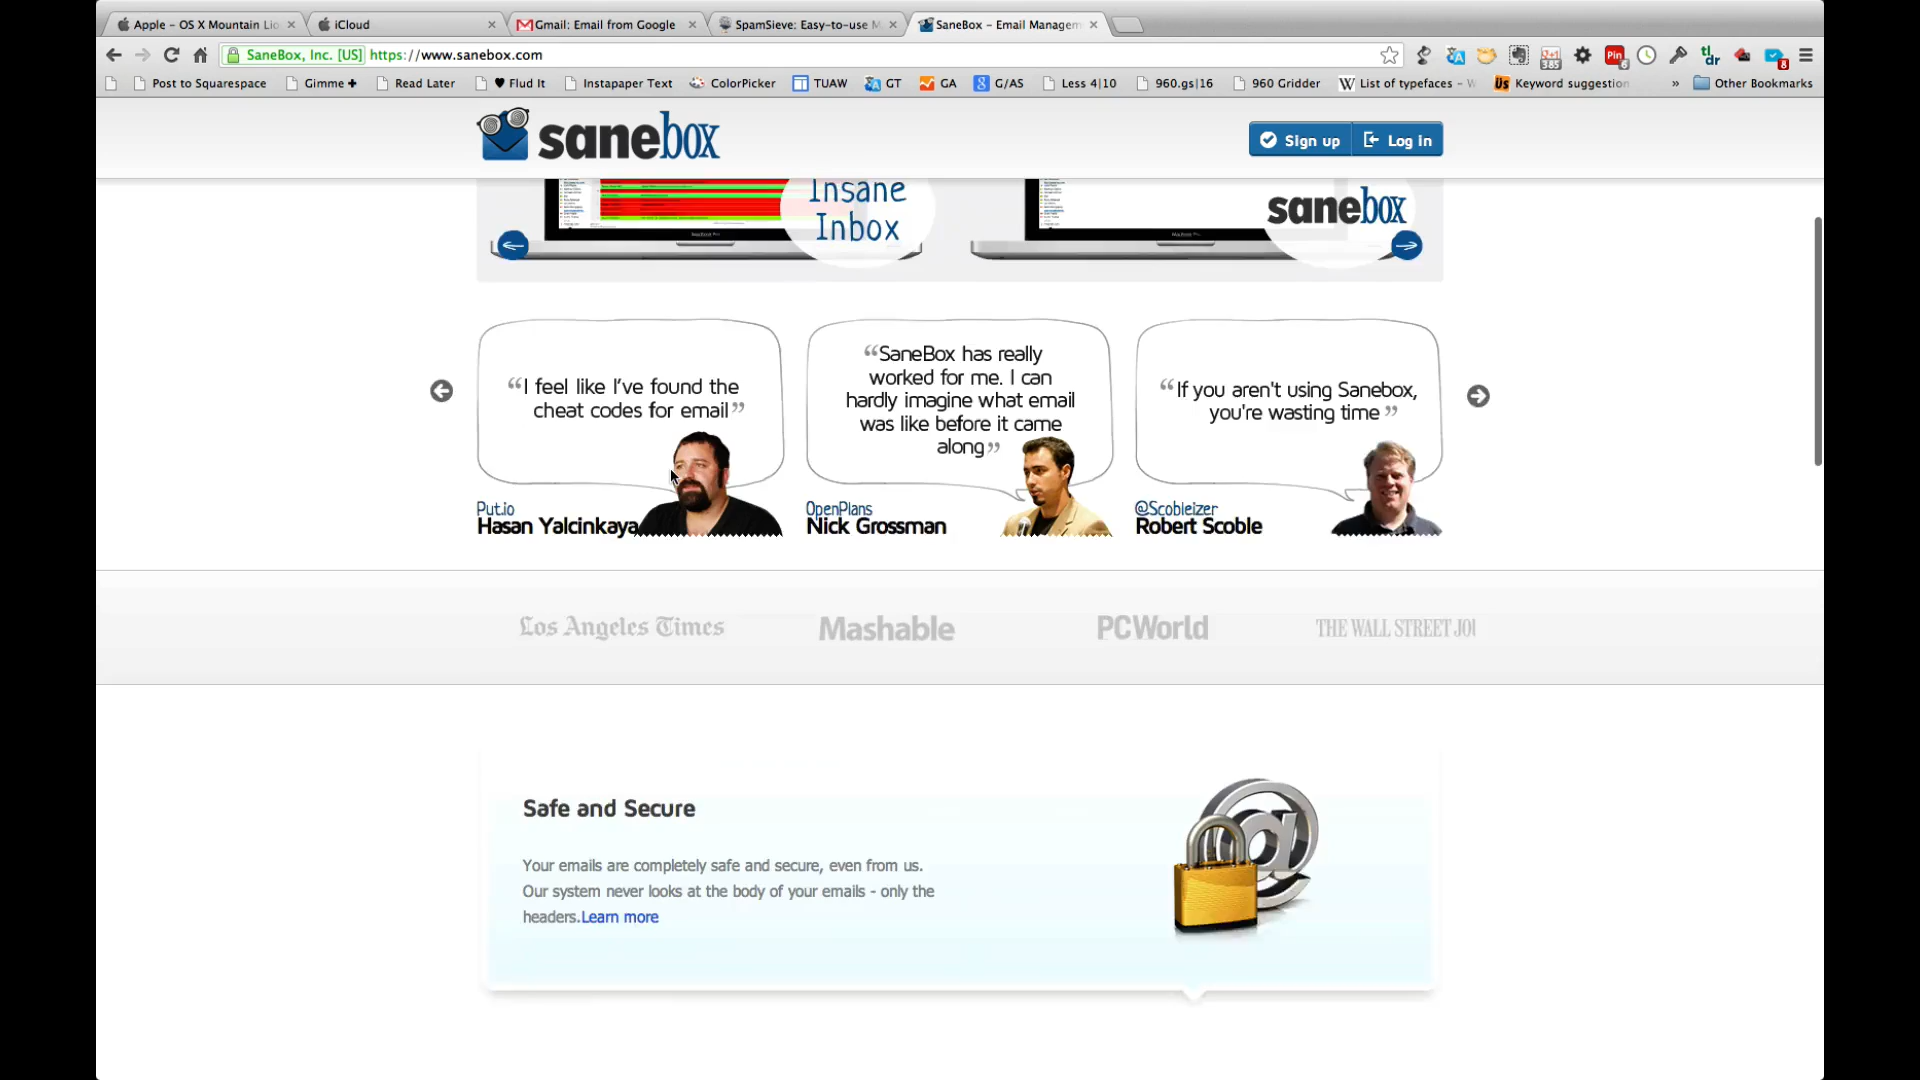 Apple – OS X Mountain Lio
iCloud
Gmail: Email from Google
SpamSieve: Easy-to-use M
SaneBox – Email Managem
SaneBox, Inc. [US] https://www.sanebox.com
Post to Squarespace
Gimme ✚
Read Later
♥ Flud It
Instapaper Text
ColorPicker
TUAW
GT
GA
G/AS
Less 4|10
960.gs|16
960 Gridder
List of typefaces – W
Keyword suggestion
» Other Bookmarks
sanebox
Sign up
Log in
Insane
Inbox
sanebox
“I feel like I’ve found the
cheat codes for email”
Put.io
Hasan Yalcinkaya
“SaneBox has really
worked for me. I can
hardly imagine what email
was like before it came
along”
OpenPlans
Nick Grossman
“If you aren't using Sanebox,
you're wasting time”
@Scobleizer
Robert Scoble
Los Angeles Times
Mashable
PCWorld
THE WALL STREET JOU
Safe and Secure
Your emails are completely safe and secure, even from us.
Our system never looks at the body of your emails - only the
headers.Learn more